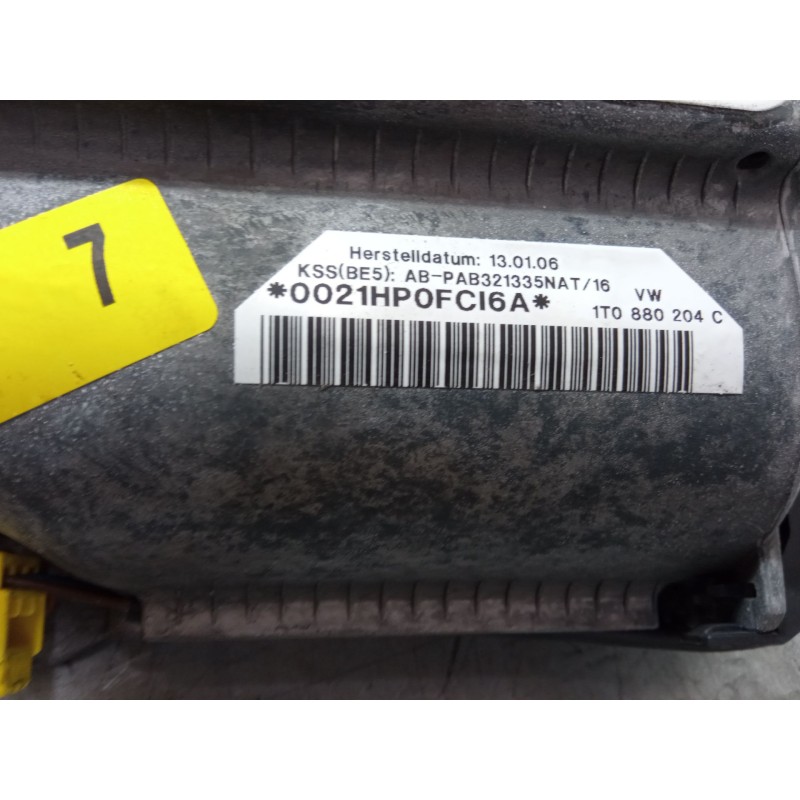 7
Herstelldatum: 13.01.06
KSS(BE5): AB-PAB321335NAT/16 VW
*0021HP0FCI6A* 1T0 880 204 C